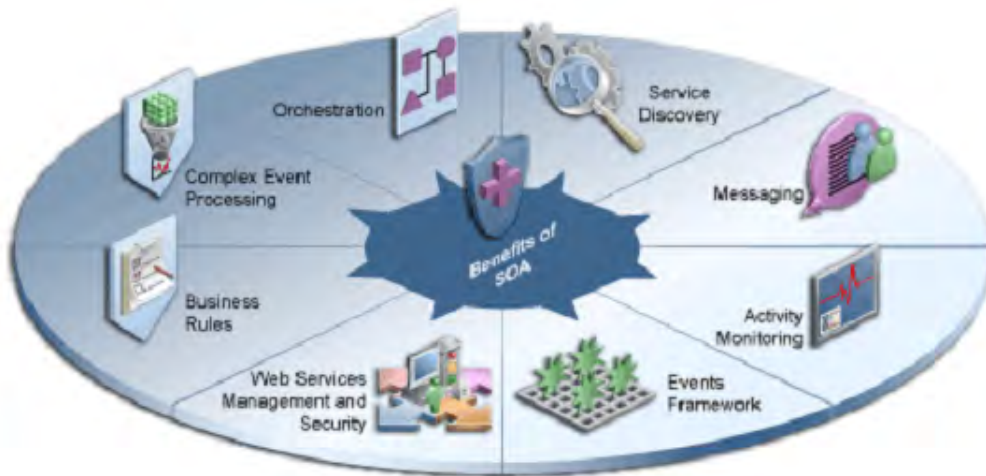 Orchestration
Service
Discovery
Complex Event
Processing
Messaging
Benefits of
SOA
Business
Rules
Activity
Monitoring
Web Services
Management and
Security
Events
Framework